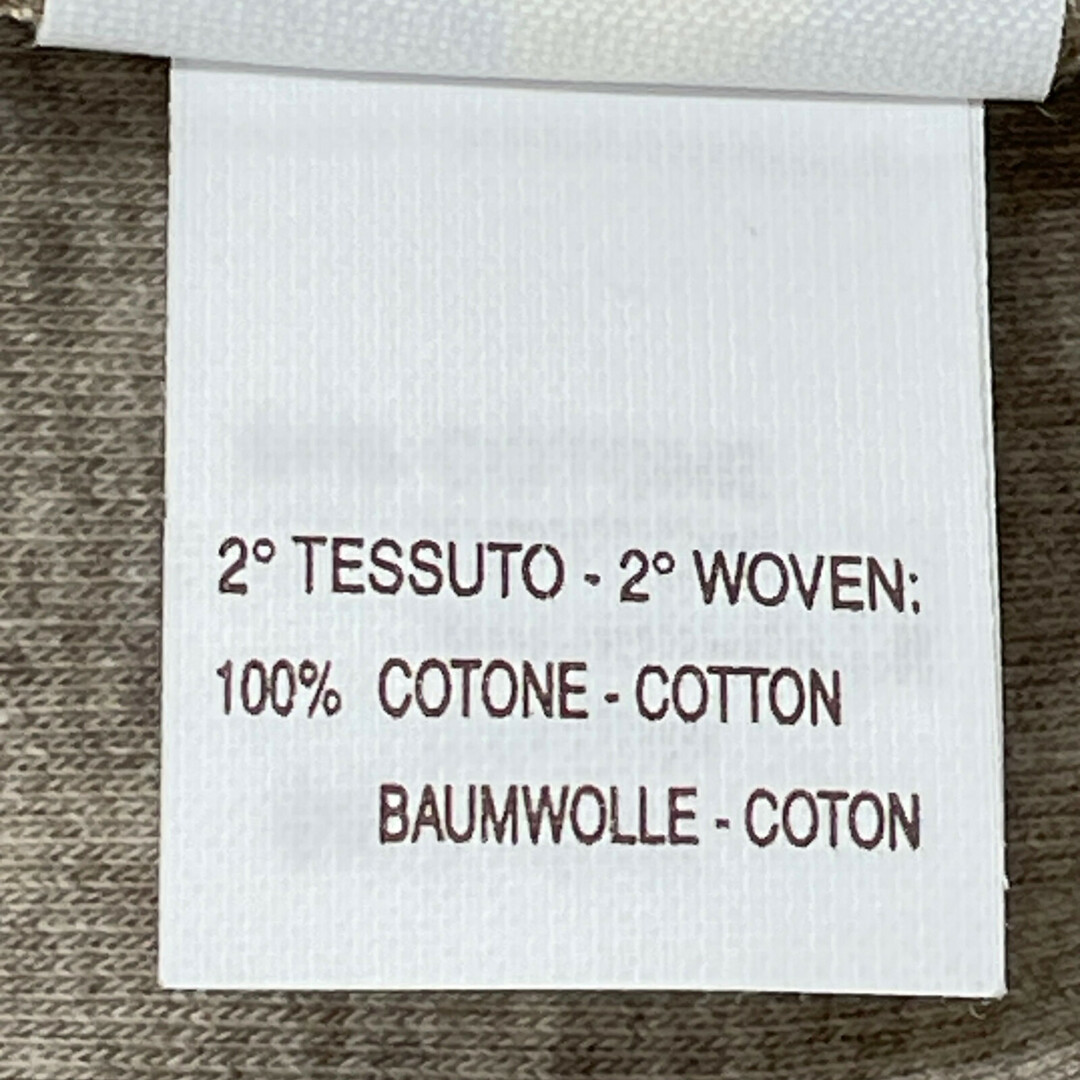 2° TESSUTO - 2° WOVEN:
100% COTONE - COTTON
BAUMWOLLE - COTON